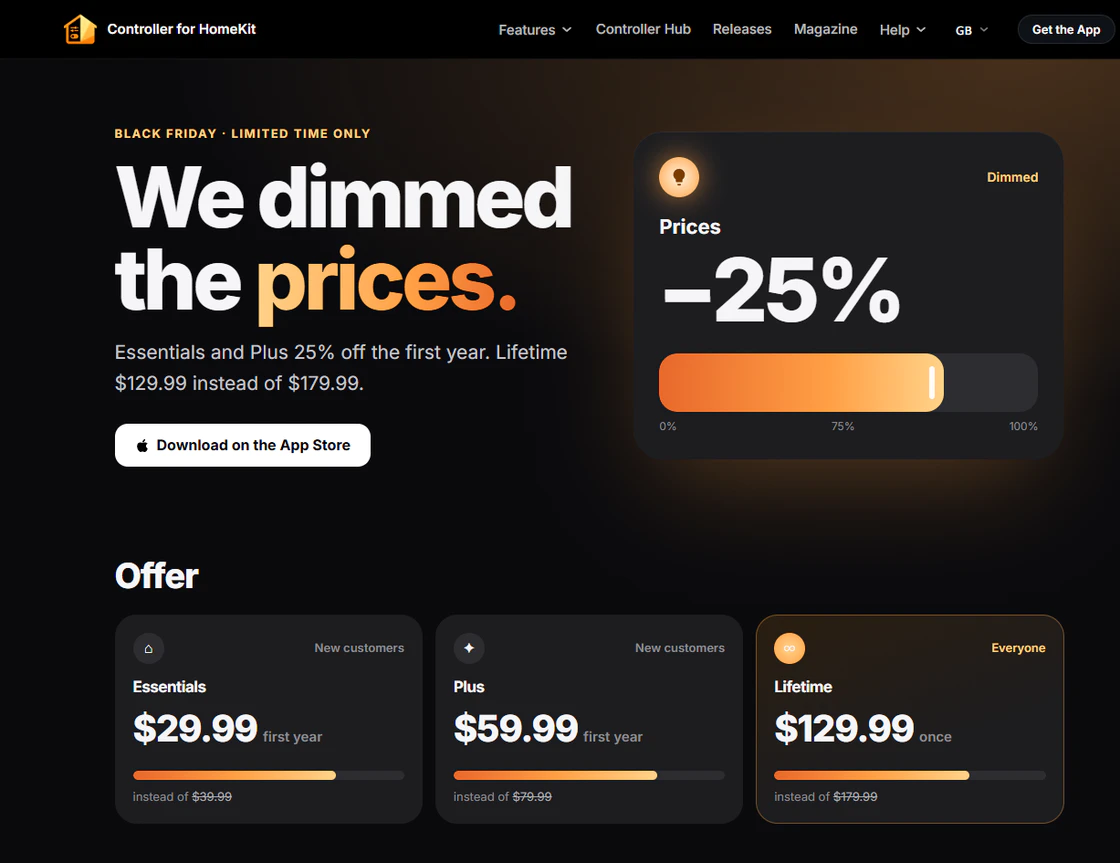 Controller for HomeKit
Features
Controller Hub
Releases
Magazine
Help
GB
Get the App
BLACK FRIDAY · LIMITED TIME ONLY
We dimmed
the prices.
Essentials and Plus 25% off the first year. Lifetime
$129.99 instead of $179.99.
Download on the App Store
Dimmed
Prices
–25%
0% 75% 100%
Offer
New customers
Essentials
$29.99 first year
instead of $39.99
New customers
Plus
$59.99 first year
instead of $79.99
Everyone
Lifetime
$129.99 once
instead of $179.99